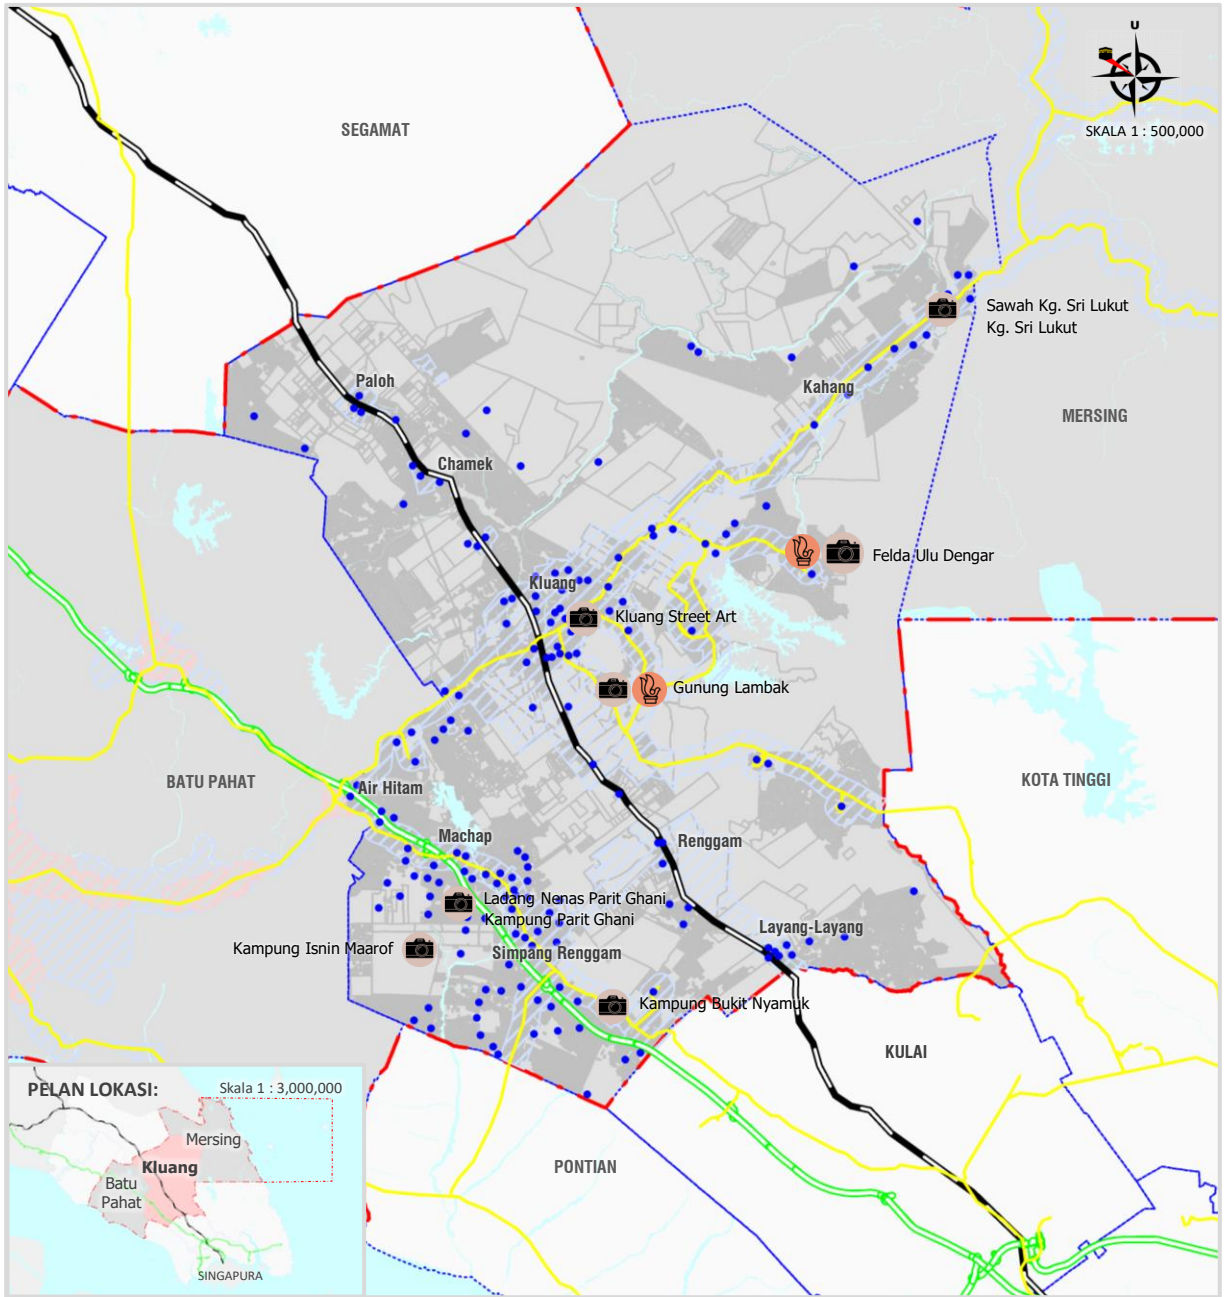 U
SKALA 1 : 500,000
SEGAMAT
Sawah Kg. Sri Lukut
Kg. Sri Lukut
Paloh
Kahang
MERSING
Chamek
Felda Ulu Dengar
Kluang
Kluang Street Art
Gunung Lambak
BATU PAHAT
KOTA TINGGI
Air Hitam
Machap
Renggam
Ladang Nenas Parit Ghani
Kampung Parit Ghani
Layang-Layang
Kampung Isnin Maarof
Simpang Renggam
Kampung Bukit Nyamuk
KULAI
PONTIAN
PELAN LOKASI:
Skala 1 : 3,000,000
Mersing
Kluang
Batu
Pahat
SINGAPURA